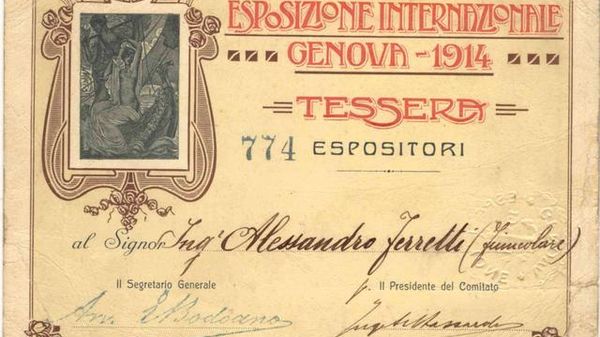 ESPOSIZIONE INTERNAZIONALE
GENOVA-1914
TESSERA
774 ESPOSITORI
al Signor Ingr Alessandro Ferretti (Funicolare)
Il Segretario Generale
p. Il Presidente del Comitato